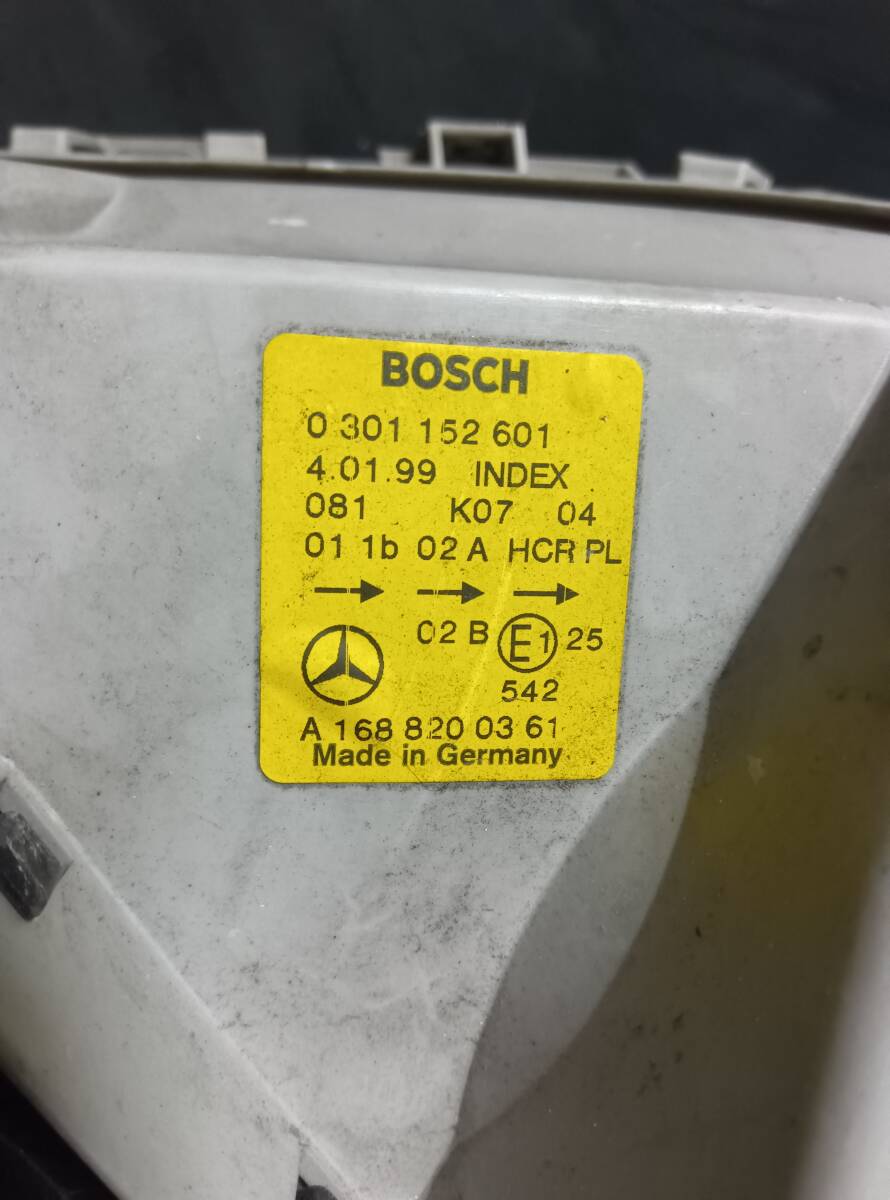 BOSCH
0 301 152 601
4.01.99 INDEX
081 K07 04
01 1b 02 A HCR PL
→ → →
02 B E1 25
542
A 168 820 03 61
Made in Germany